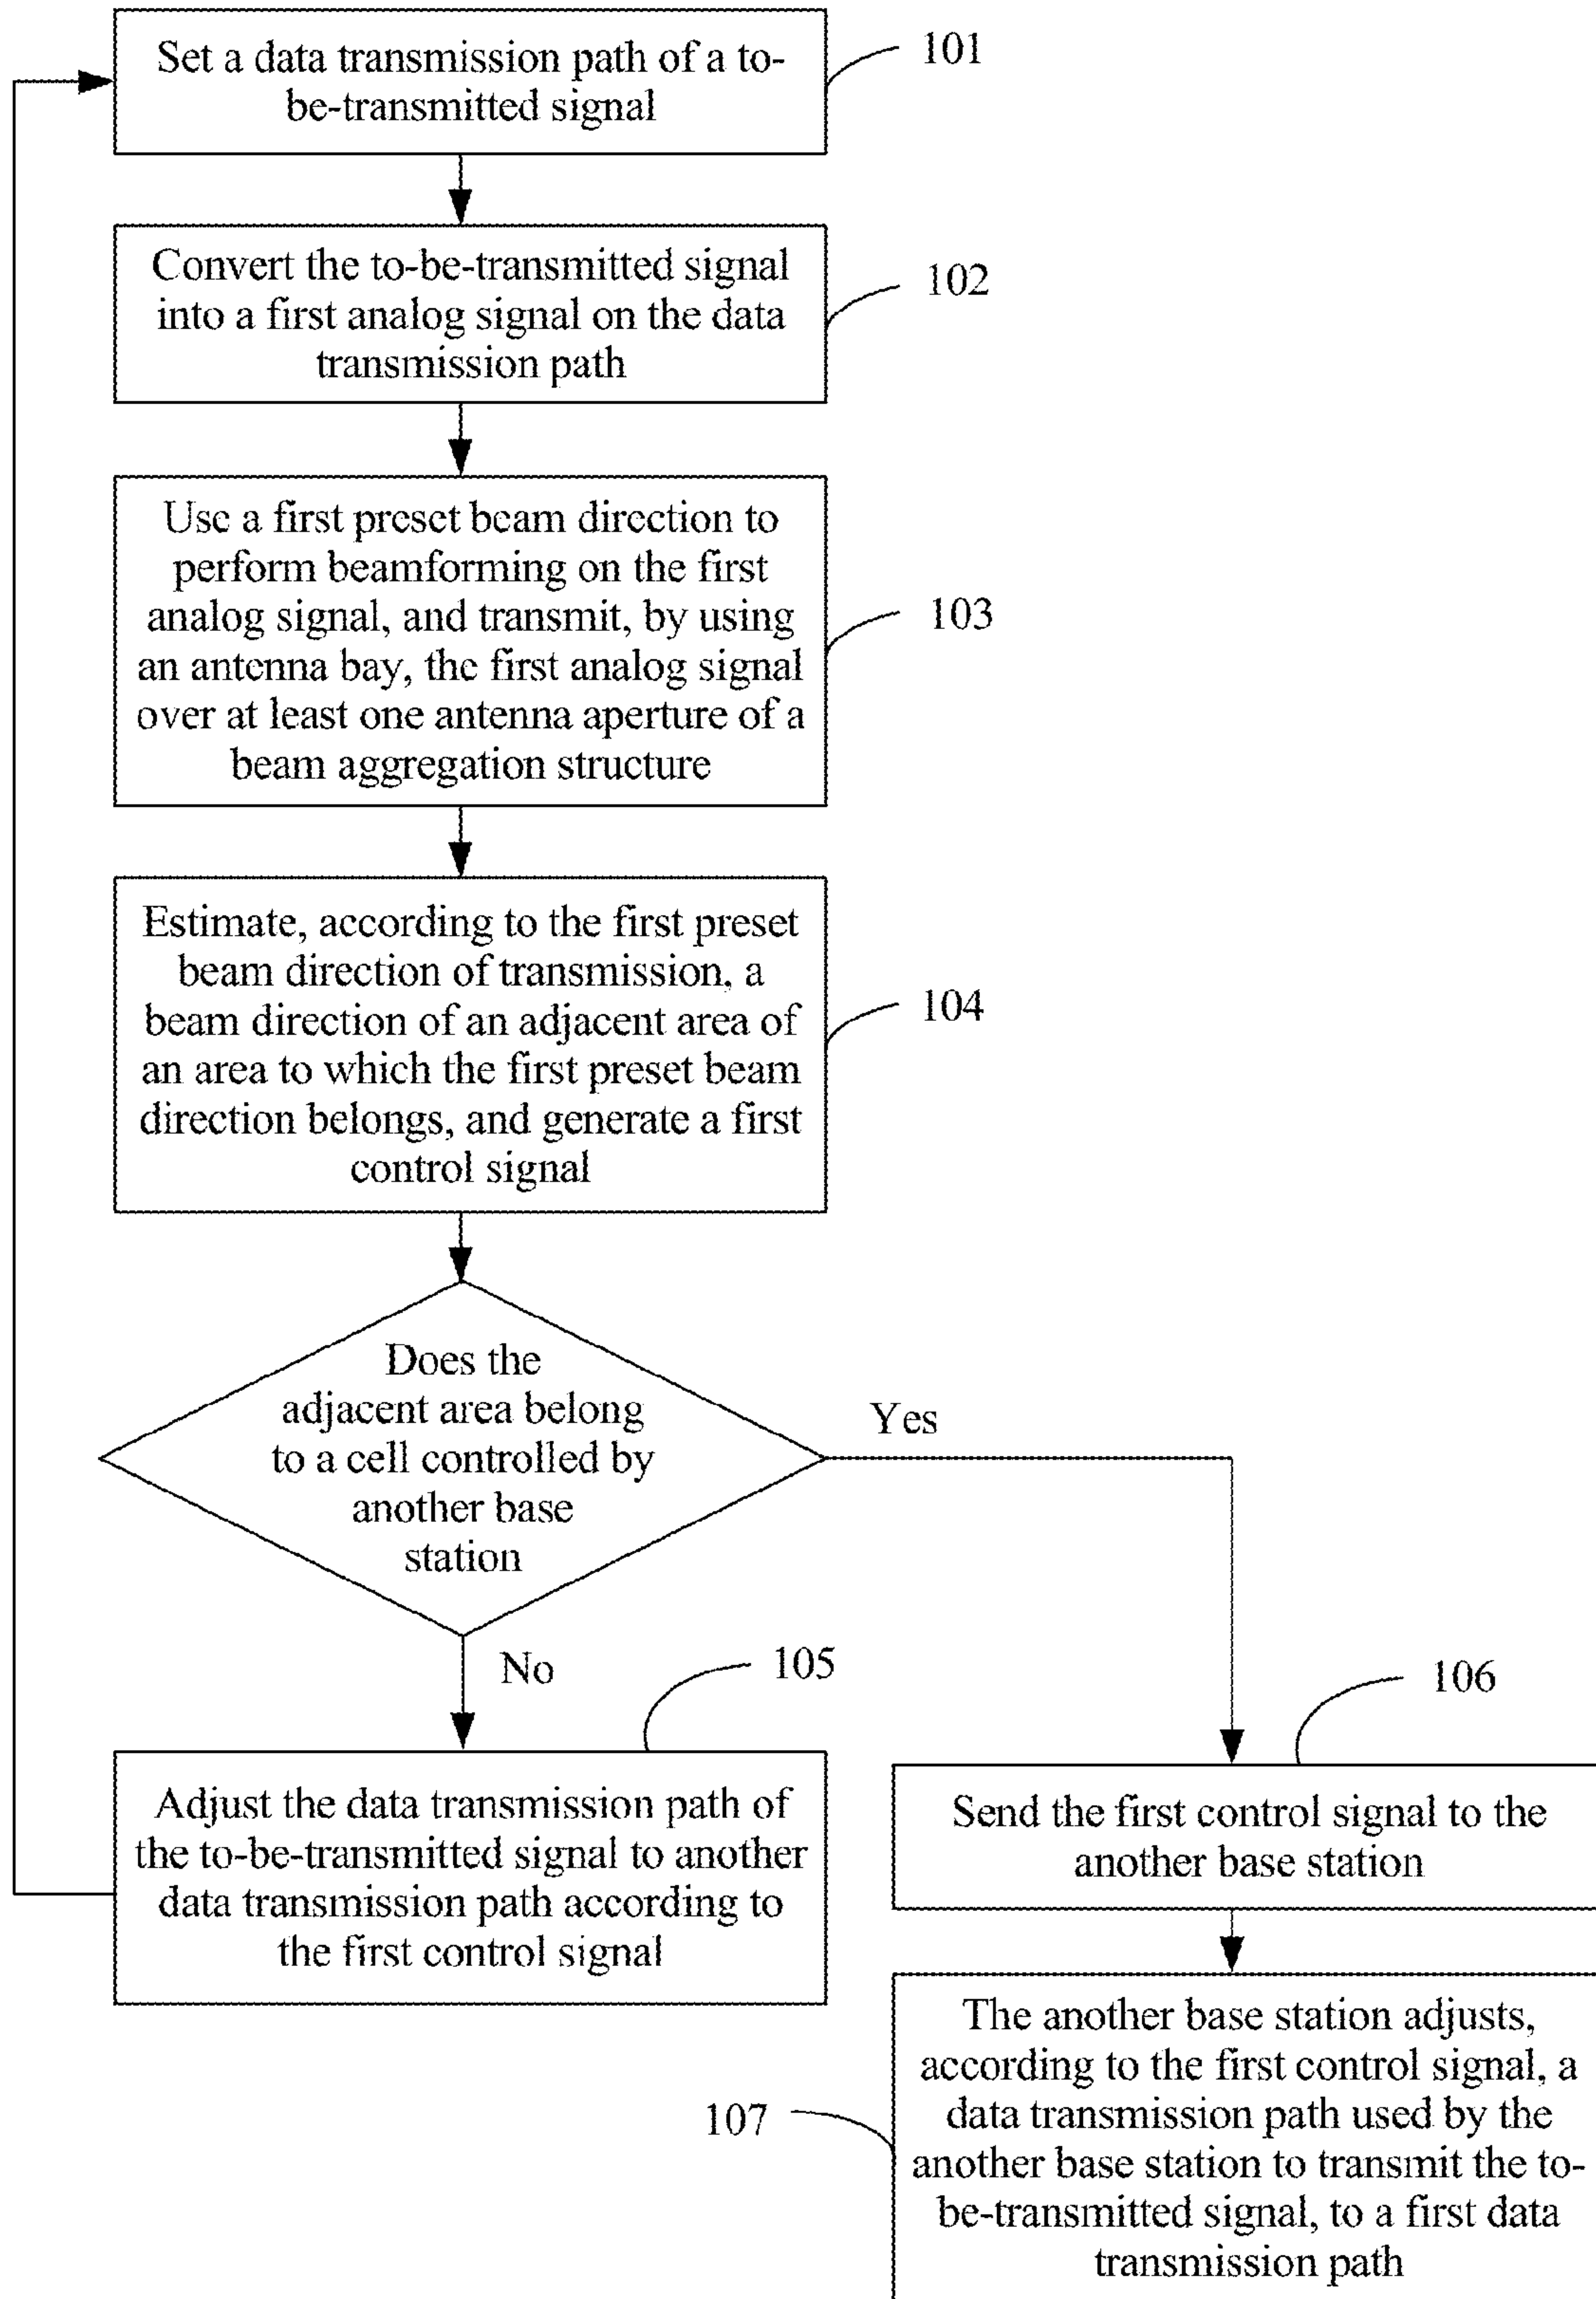 Set a data transmission path of a to-
be-transmitted signal
101
Convert the to-be-transmitted signal
into a first analog signal on the data
transmission path
102
Use a first preset beam direction to
perform beamforming on the first
analog signal, and transmit, by using
an antenna bay, the first analog signal
over at least one antenna aperture of a
beam aggregation structure
103
Estimate, according to the first preset
beam direction of transmission, a
beam direction of an adjacent area of
an area to which the first preset beam
direction belongs, and generate a first
control signal
104
Does the
adjacent area belong
to a cell controlled by
another base
station
Yes
No
105
106
Adjust the data transmission path of
the to-be-transmitted signal to another
data transmission path according to
the first control signal
Send the first control signal to the
another base station
The another base station adjusts,
according to the first control signal, a
data transmission path used by the
another base station to transmit the to-
be-transmitted signal, to a first data
transmission path
107